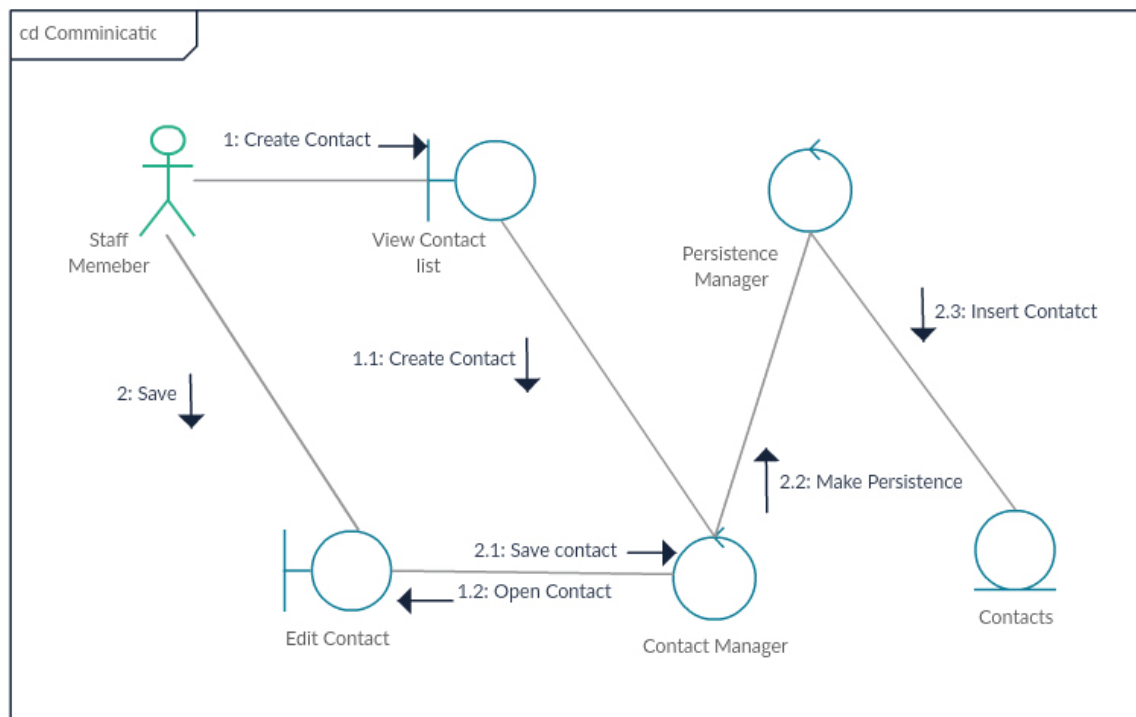 cd Comminicatic
1: Create Contact
Staff
Memeber
View Contact
list
Persistence
Manager
2.3: Insert Contatct
1.1: Create Contact
2: Save
2.2: Make Persistence
2.1: Save contact
1.2: Open Contact
Edit Contact
Contact Manager
Contacts